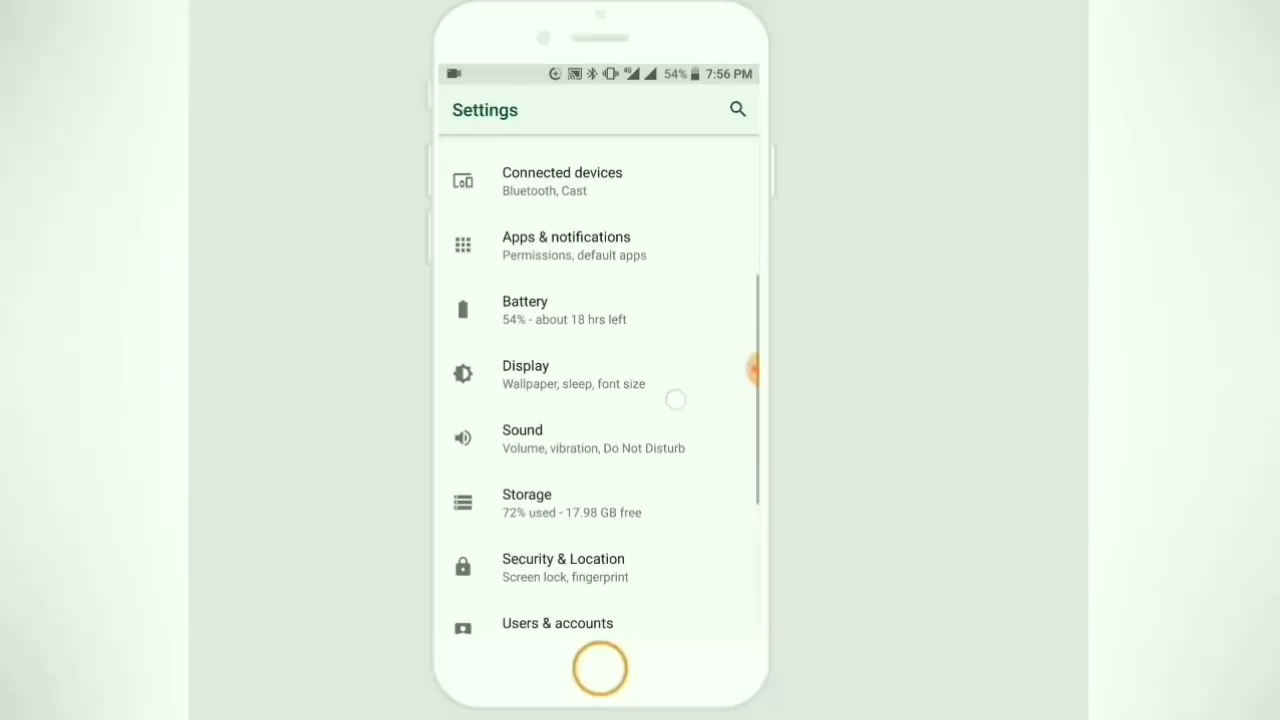 4G 54% 7:56 PM
Settings
Connected devices
Bluetooth, Cast
Apps & notifications
Permissions, default apps
Battery
54% - about 18 hrs left
Display
Wallpaper, sleep, font size
Sound
Volume, vibration, Do Not Disturb
Storage
72% used - 17.98 GB free
Security & Location
Screen lock, fingerprint
Users & accounts